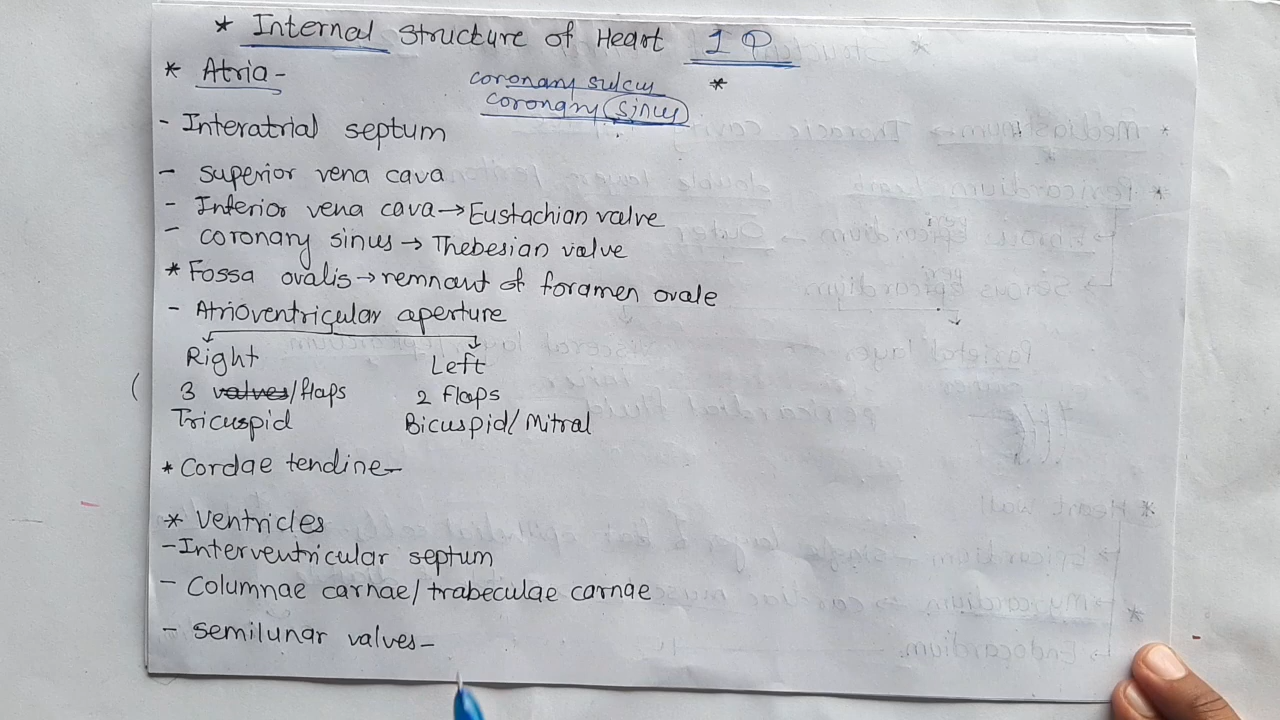 * Internal structure of Heart 1 Q
* Atria-
coronary sulcus *
coronary sinus
- Interatrial septum
- superior vena cava
- Inferior vena cava→Eustachian valve
- coronary sinus → Thebesian valve
* Fossa ovalis→remnant of foramen ovale
- Atrioventricular aperture
Right Left
3 valves/flaps 2 flaps
Tricuspid Bicuspid/Mitral
* Cordae tendine-
* Ventricles
-Interventricular septum
- Columnae carnae/trabeculae carnae
- semilunar valves-